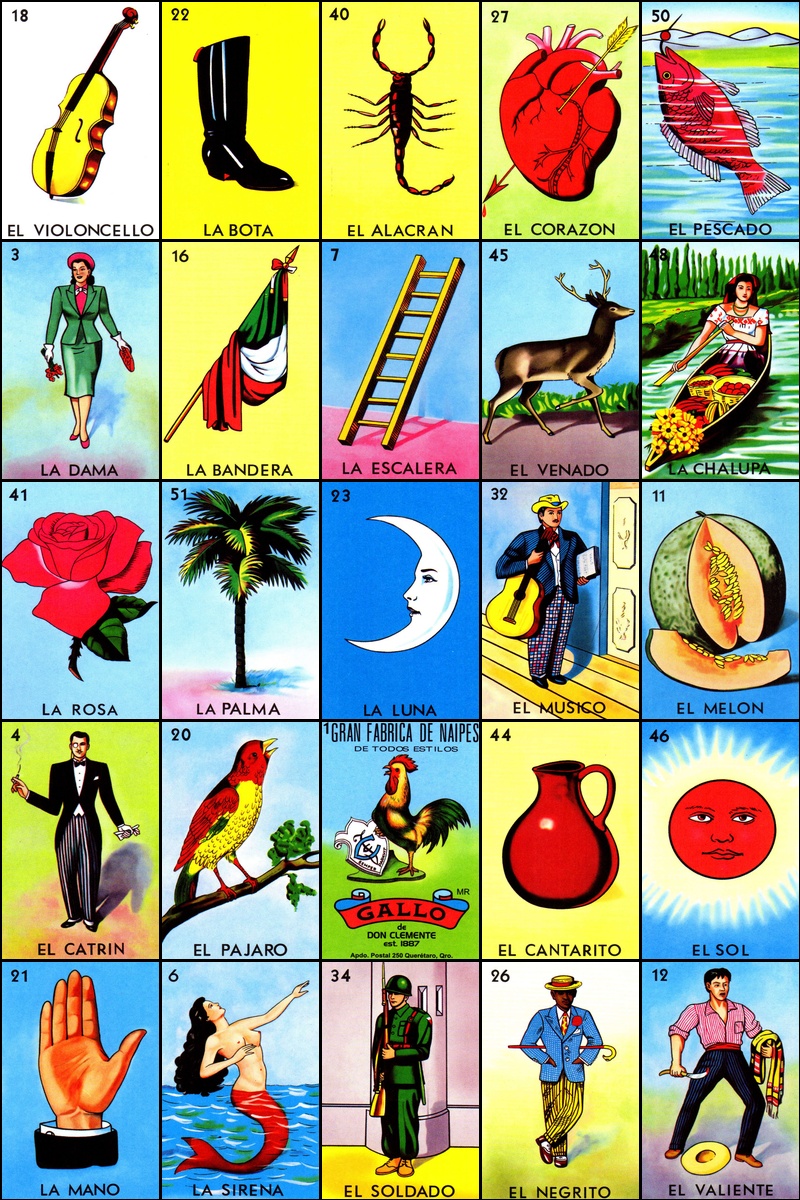 18
EL VIOLONCELLO
22
LA BOTA
40
EL ALACRAN
27
EL CORAZON
50
EL PESCADO
3
LA DAMA
16
LA BANDERA
7
LA ESCALERA
45
EL VENADO
48
LA CHALUPA
41
LA ROSA
51
LA PALMA
23
LA LUNA
32
EL MUSICO
11
EL MELON
4
EL CATRIN
20
EL PAJARO
1
GRAN FABRICA DE NAIPES
DE TODOS ESTILOS
SEMPER
MR
GALLO
de
DON CLEMENTE
est. 1887
Apdo. Postal 250 Querétaro, Qro.
44
EL CANTARITO
46
EL SOL
21
LA MANO
6
LA SIRENA
34
EL SOLDADO
26
EL NEGRITO
12
EL VALIENTE